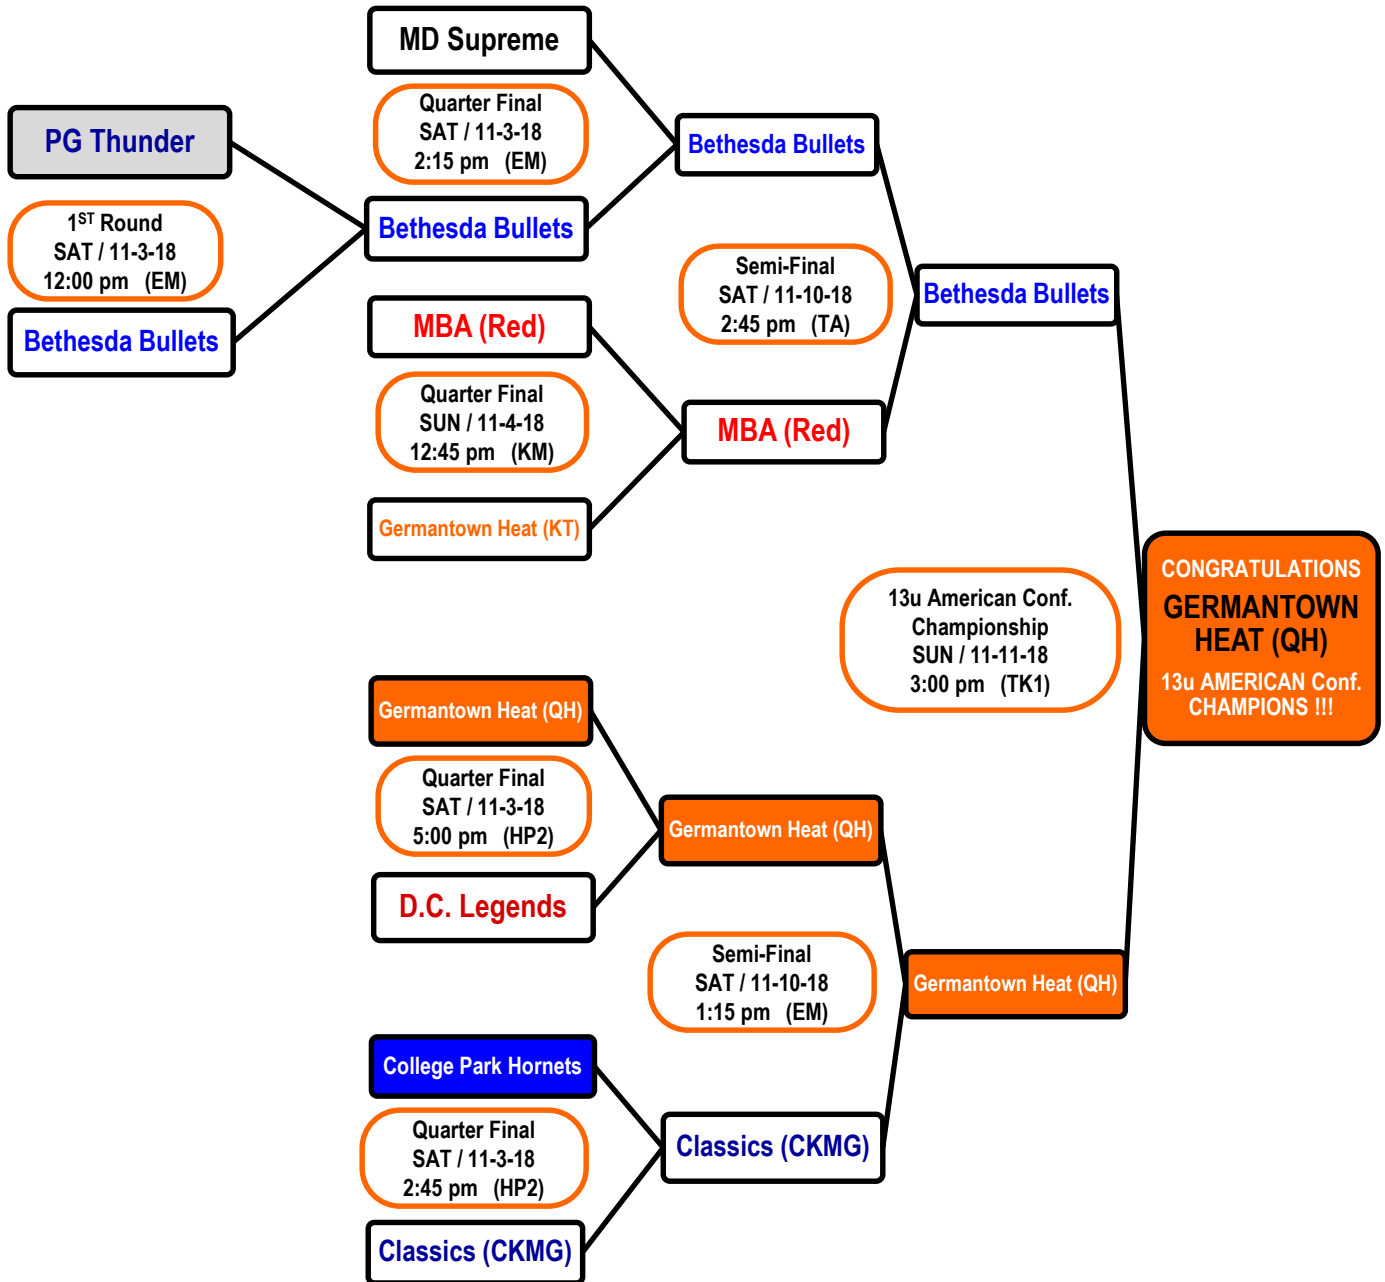 PG Thunder
1ST Round
SAT / 11-3-18
12:00 pm (EM)
Bethesda Bullets
MD Supreme
Quarter Final
SAT / 11-3-18
2:15 pm (EM)
Bethesda Bullets
MBA (Red)
Quarter Final
SUN / 11-4-18
12:45 pm (KM)
Germantown Heat (KT)
Germantown Heat (QH)
Quarter Final
SAT / 11-3-18
5:00 pm (HP2)
D.C. Legends
College Park Hornets
Quarter Final
SAT / 11-3-18
2:45 pm (HP2)
Classics (CKMG)
Bethesda Bullets
Semi-Final
SAT / 11-10-18
2:45 pm (TA)
MBA (Red)
Germantown Heat (QH)
Semi-Final
SAT / 11-10-18
1:15 pm (EM)
Classics (CKMG)
Bethesda Bullets
13u American Conf.
Championship
SUN / 11-11-18
3:00 pm (TK1)
Germantown Heat (QH)
CONGRATULATIONS
GERMANTOWN
HEAT (QH)
13u AMERICAN Conf.
CHAMPIONS !!!